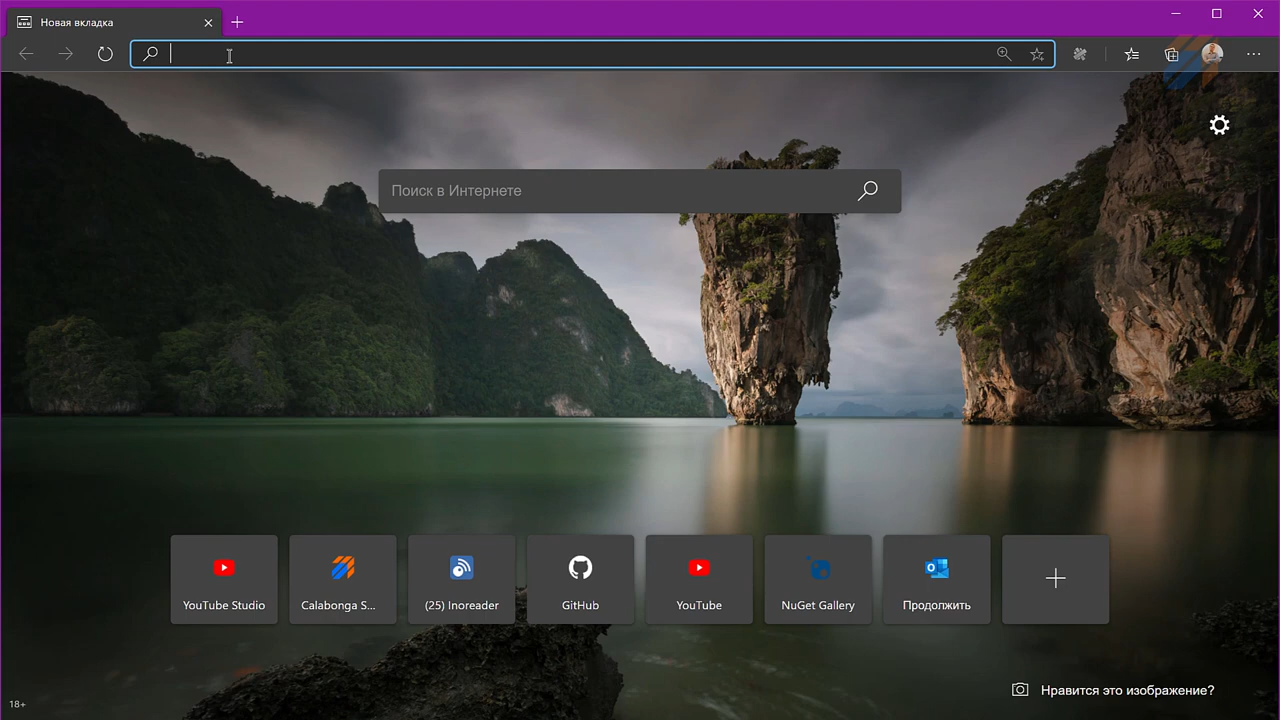 Новая вкладка
Поиск в Интернете
YouTube Studio
Calabonga S...
(25) Inoreader
GitHub
YouTube
NuGet Gallery
Продолжить
Нравится это изображение?
18+